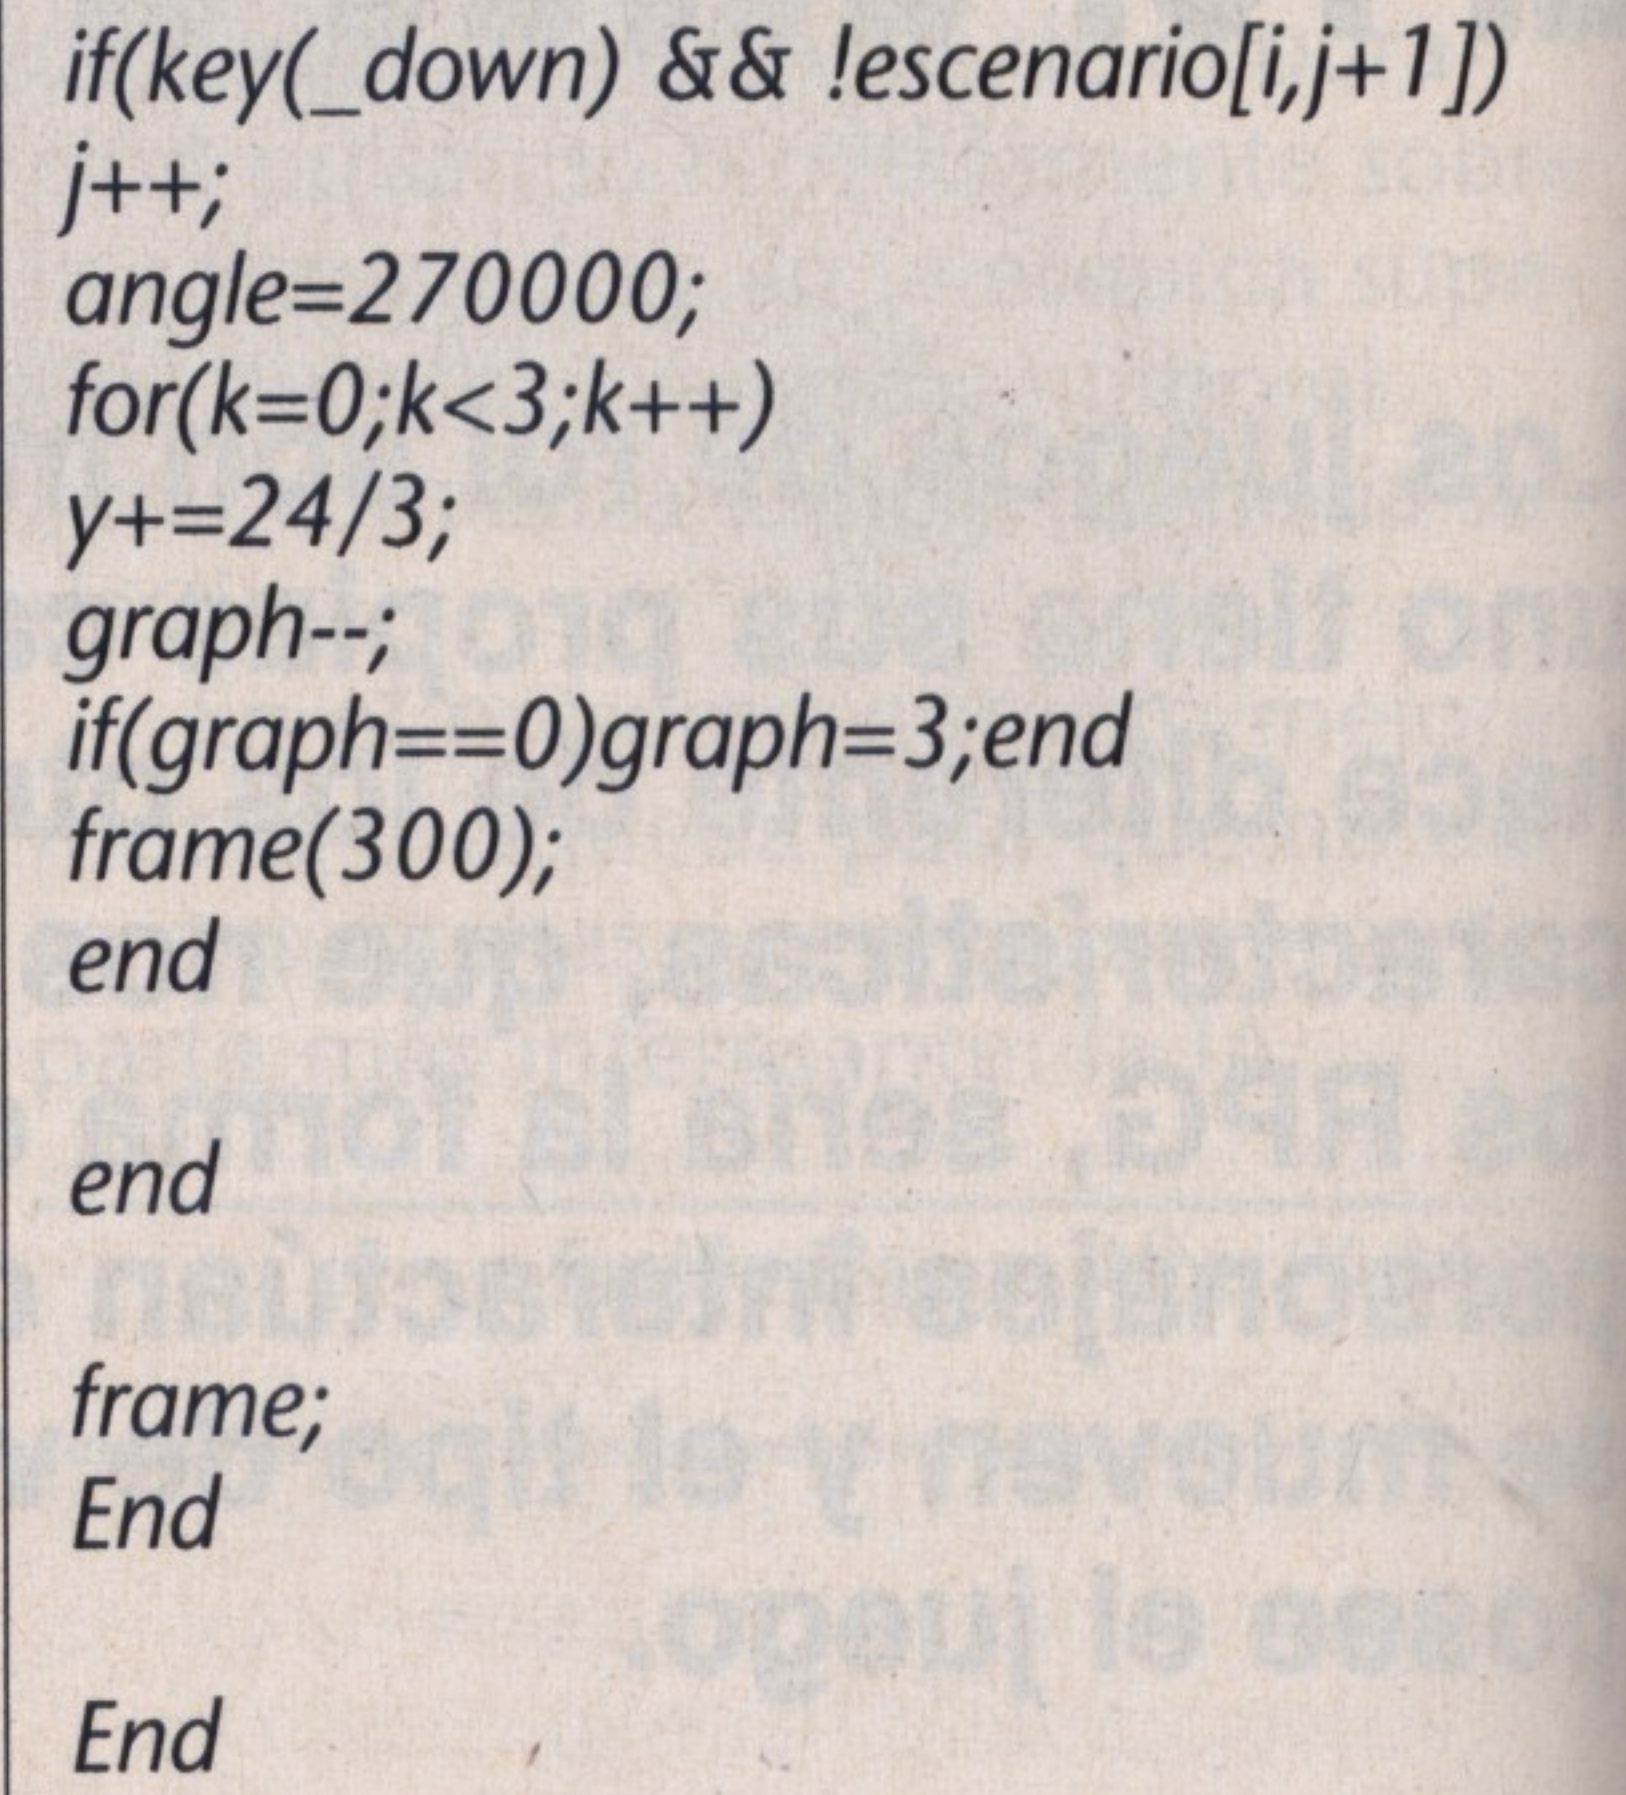 if(key(_down) && !escenario[i,j+1])
j++;
angle=270000;
for(k=0;k<3;k++)
y+=24/3;
graph--;
if(graph==0)graph=3;end
frame(300);
end
end
frame;
End
End